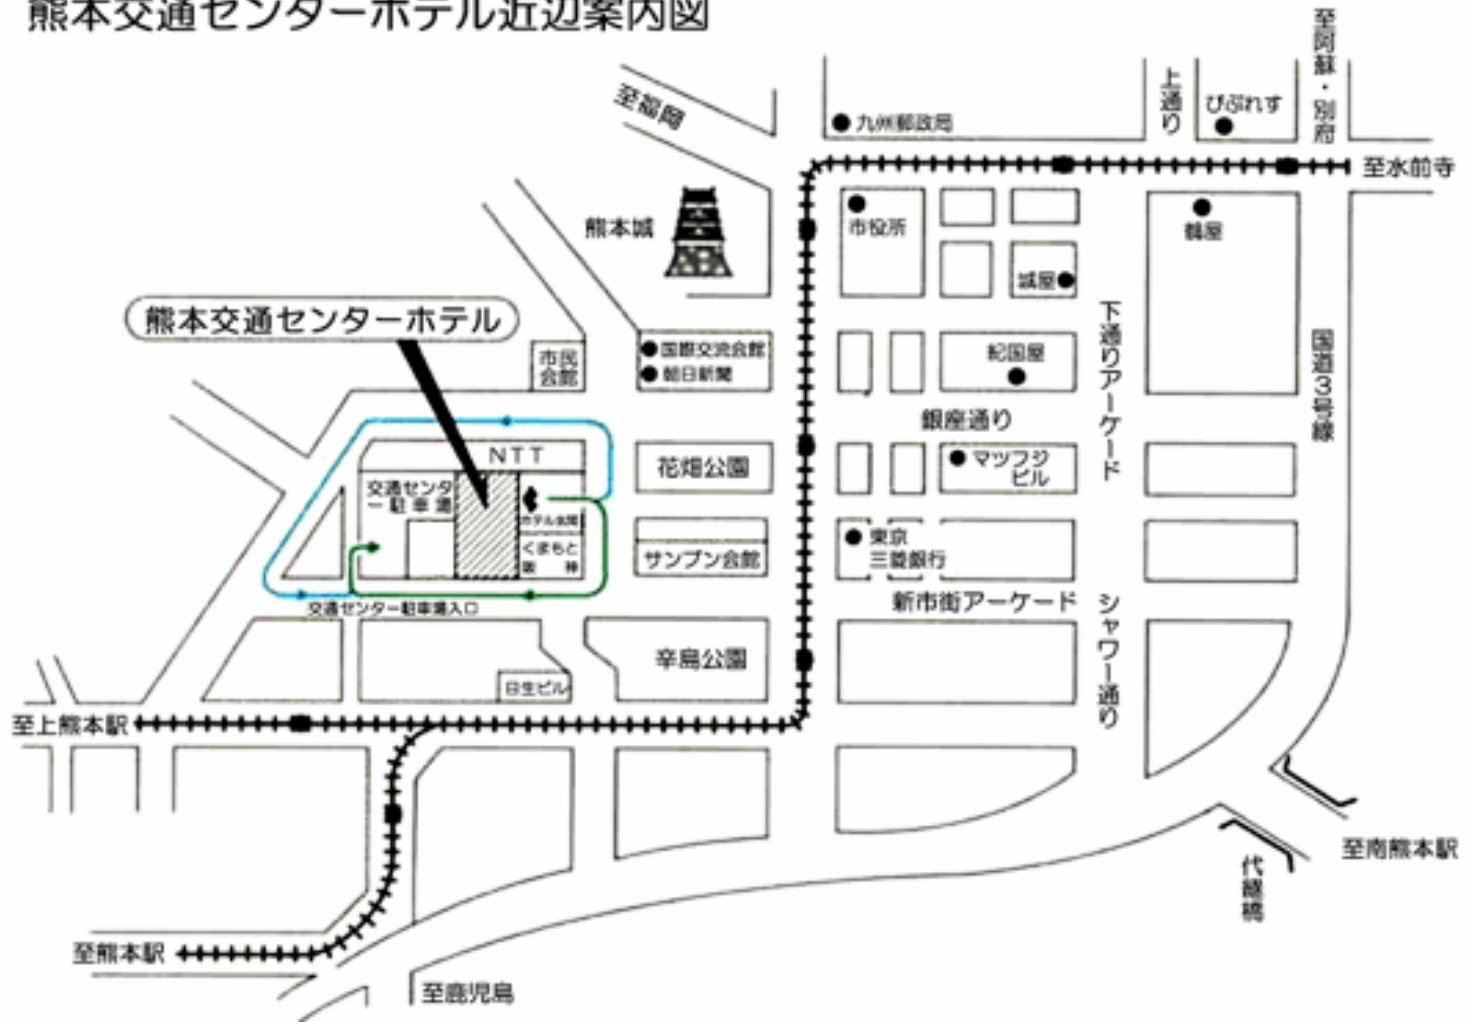 熊本交通センターホテル近辺案内図
至阿蘇・別府
至福岡
上通り
びぷれす
九州郵政局
至水前寺
熊本城
市役所
鶴屋
城屋
熊本交通センターホテル
下通りアーケード
国道3号線
市民
会館
国際交流会館
朝日新聞
紀国屋
銀座通り
NTT
花畑公園
マツフジ
ビル
交通センタ
ー駐車場
ホテル玄関
くまもと
阪神
サンブン会館
東京
三菱銀行
交通センター駐車場入口
新市街アーケード
シャワー通り
辛島公園
日生ビル
至上熊本駅
至南熊本駅
代継橋
至熊本駅
至鹿児島